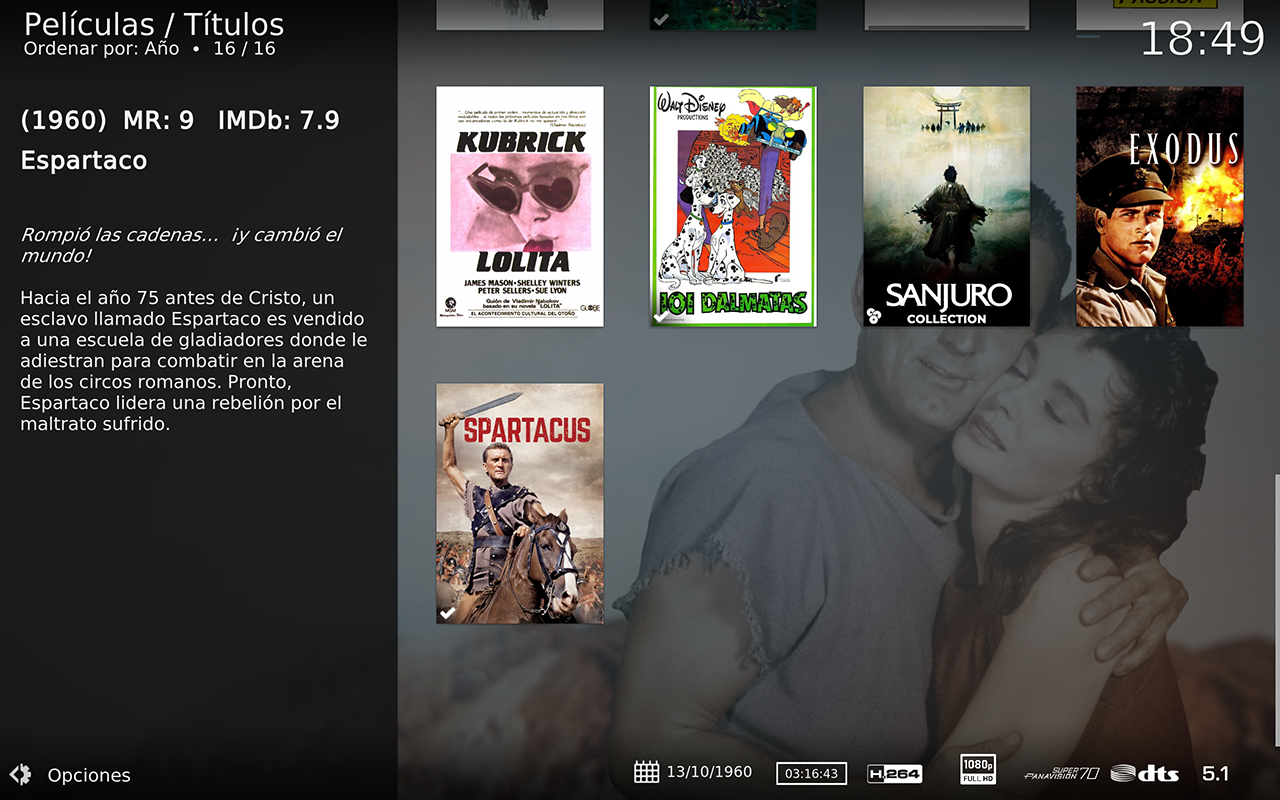 Películas / Títulos
Ordenar por: Año • 16 / 16
18:49
(1960) MR: 9 IMDb: 7.9
Espartaco
Rompió las cadenas... ¡y cambió el
mundo!
Hacia el año 75 antes de Cristo, un
esclavo llamado Espartaco es vendido
a una escuela de gladiadores donde le
adiestran para combatir en la arena
de los circos romanos. Pronto,
Espartaco lidera una rebelión por el
maltrato sufrido.
KUBRICK
LOLITA
JAMES MASON·SHELLEY WINTERS
PETER SELLERS·SUE LYON
Guión de Vladimir Nabokov
basado en su novela "LOLITA"
EL ACONTECIMIENTO CULTURAL DEL OTOÑO
MGM
GLOBE
WALT DISNEY
PRODUCTIONS
101 DALMATAS
SANJURO
COLLECTION
EXODUS
SPARTACUS
Opciones
13/10/1960
03:16:43
H.264
1080p
FULL HD
SUPER
PANAVISION 70
dts
5.1